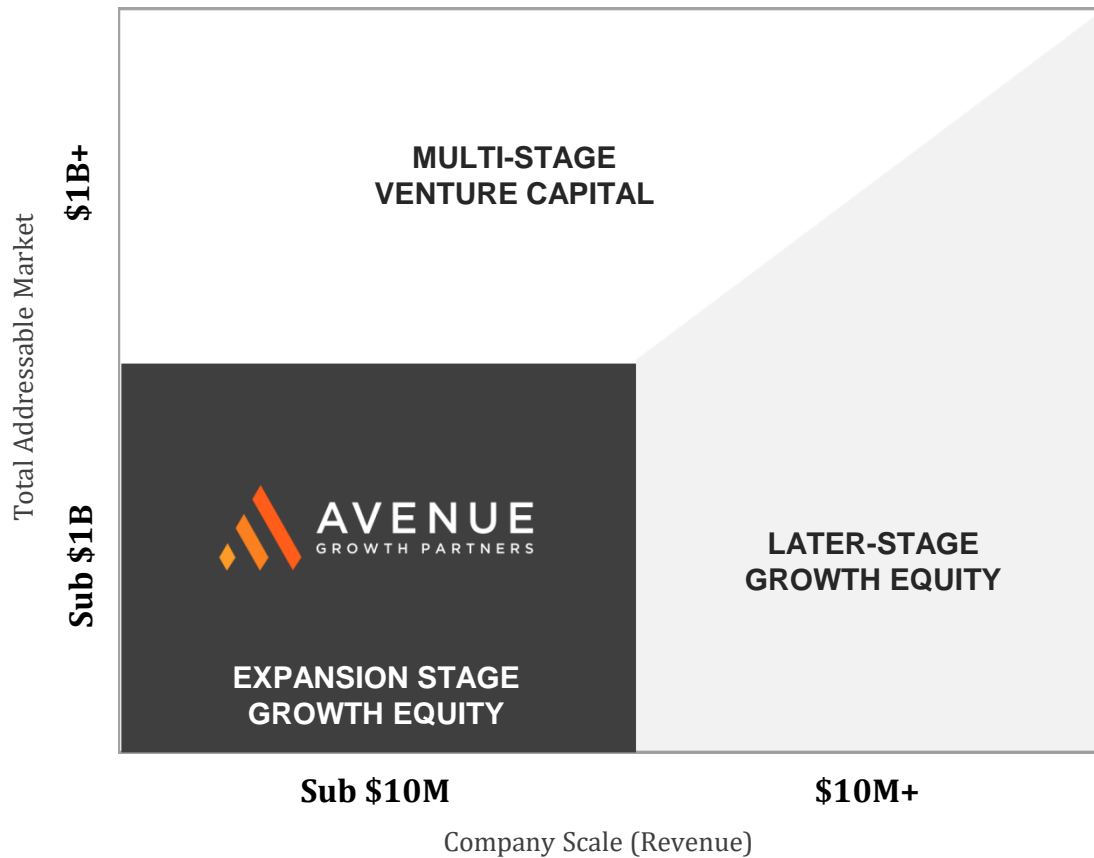 Total Addressable Market
$1B+
Sub $1B
MULTI-STAGE
VENTURE CAPITAL
AVENUE
GROWTH PARTNERS
EXPANSION STAGE
GROWTH EQUITY
LATER-STAGE
GROWTH EQUITY
Sub $10M
$10M+
Company Scale (Revenue)